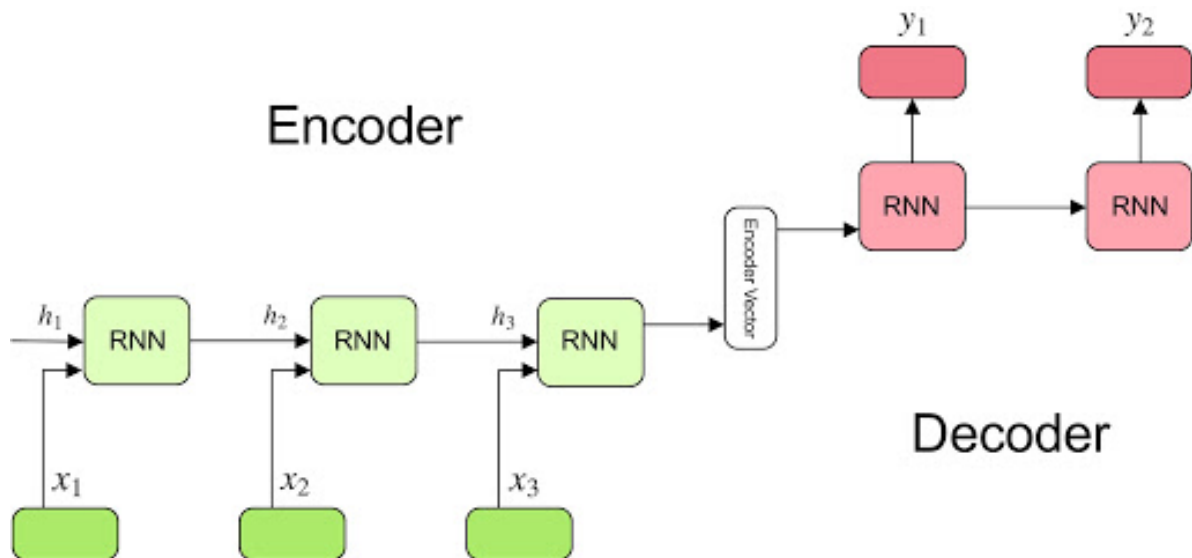 y₁
y₂
Encoder
RNN
RNN
Encoder Vector
h₁
RNN
h₂
RNN
h₃
RNN
Decoder
x₁
x₂
x₃